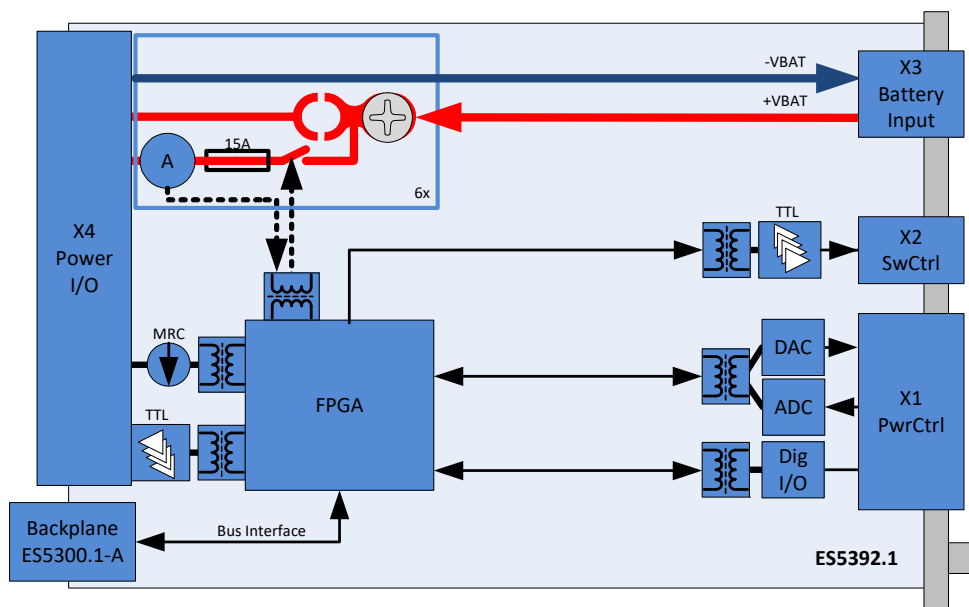 -VBAT
+VBAT
X3
Battery
Input
15A
A
6x
X4
Power
I/O
TTL
X2
SwCtrl
MRC
FPGA
DAC
ADC
X1
PwrCtrl
TTL
Dig
I/O
Backplane
ES5300.1-A
Bus Interface
ES5392.1